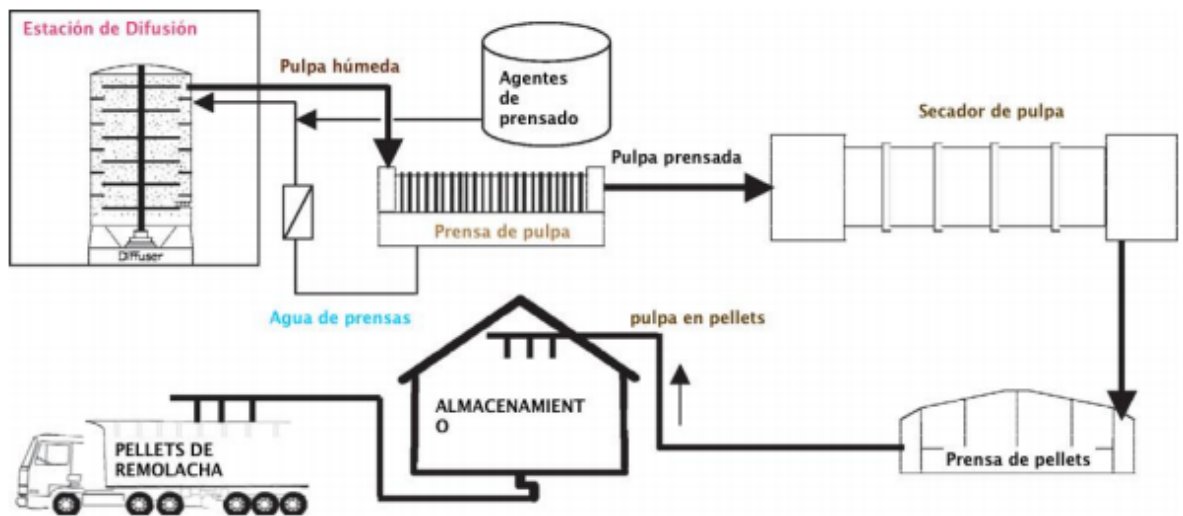 Estación de Difusión
Pulpa húmeda
Agentes
de
prensado
Secador de pulpa
Pulpa prensada
Prensa de pulpa
Diffuser
Agua de prensas
pulpa en pellets
ALMACENAMIENT
O
PELLETS DE
REMOLACHA
Prensa de pellets